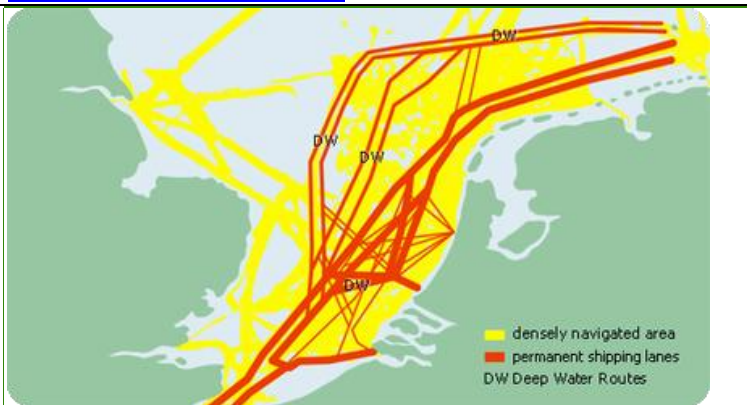 DW
DW
DW
DW
densely navigated area
permanent shipping lanes
DW Deep Water Routes